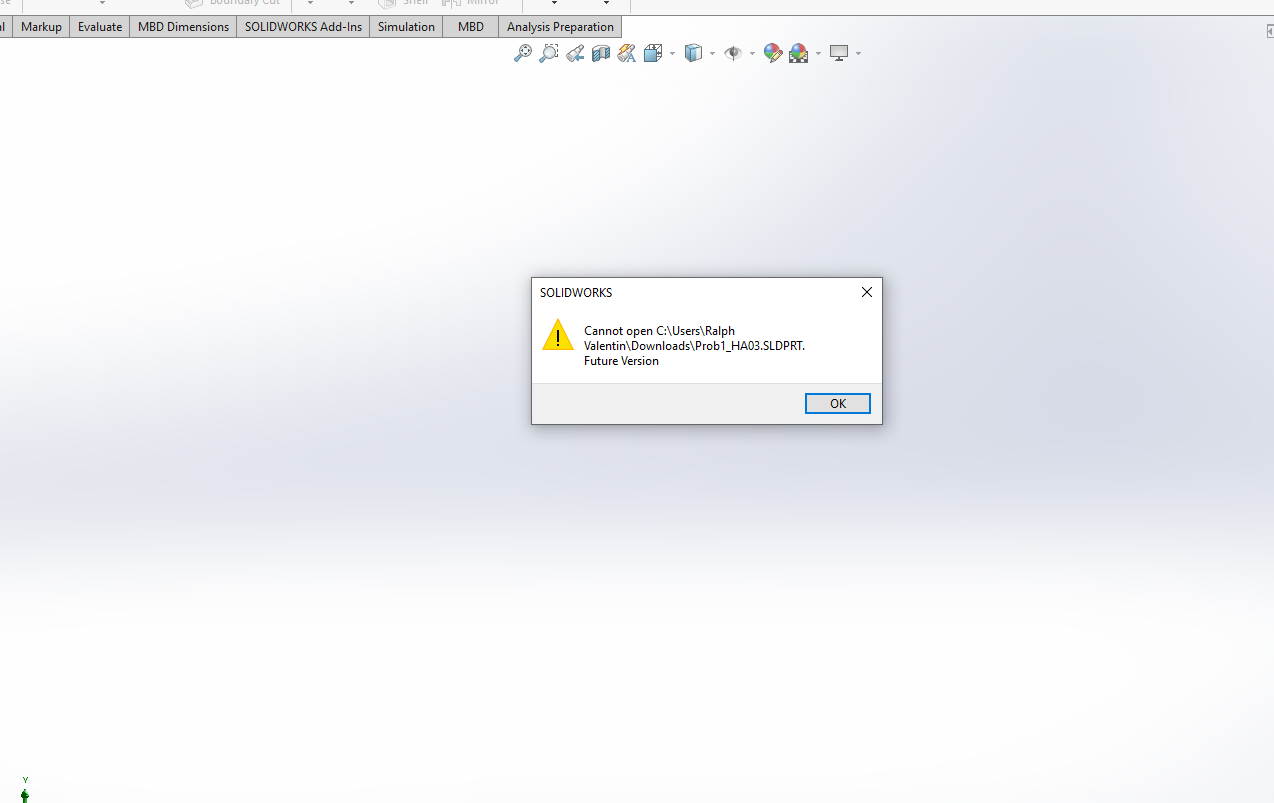 Boundary Cut Shell Mirror
Markup Evaluate MBD Dimensions SOLIDWORKS Add-Ins Simulation MBD Analysis Preparation
SOLIDWORKS
Cannot open C:\Users\Ralph
Valentin\Downloads\Prob1_HA03.SLDPRT.
Future Version
OK
Y